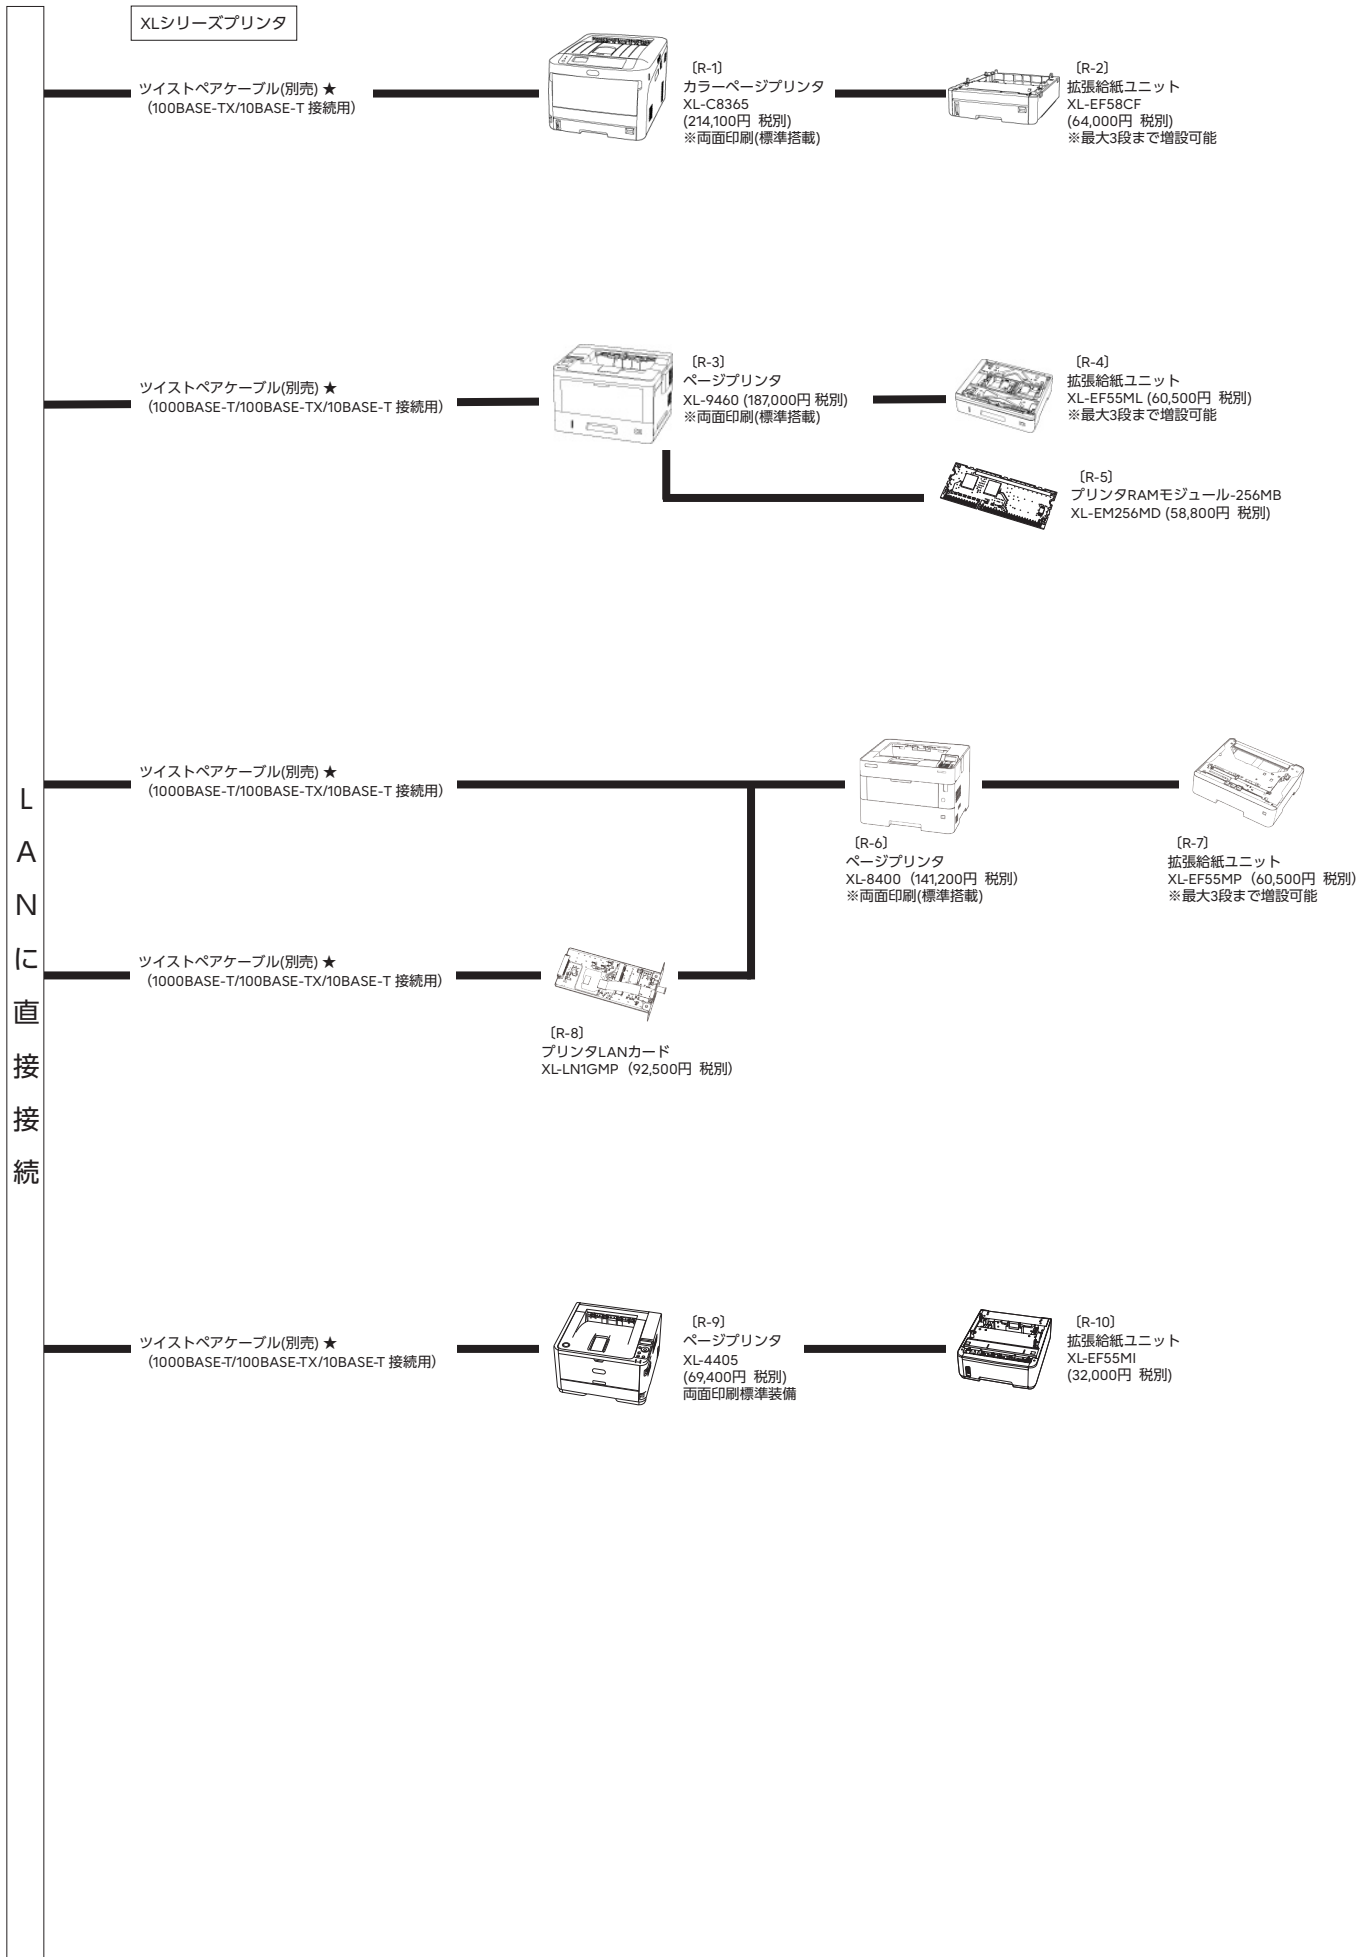 XLシリーズプリンタ
ツイストペアケーブル(別売) ★
(100BASE-TX/10BASE-T 接続用)
〔R-1〕
カラーページプリンタ
XL-C8365
(214,100円 税別)
※両面印刷(標準搭載)
〔R-2〕
拡張給紙ユニット
XL-EF58CF
(64,000円 税別)
※最大3段まで増設可能
ツイストペアケーブル(別売) ★
(1000BASE-T/100BASE-TX/10BASE-T 接続用)
〔R-3〕
ページプリンタ
XL-9460 (187,000円 税別)
※両面印刷(標準搭載)
〔R-4〕
拡張給紙ユニット
XL-EF55ML (60,500円 税別)
※最大3段まで増設可能
〔R-5〕
プリンタRAMモジュール-256MB
XL-EM256MD (58,800円 税別)
LANに直接接続
ツイストペアケーブル(別売) ★
(1000BASE-T/100BASE-TX/10BASE-T 接続用)
〔R-6〕
ページプリンタ
XL-8400（141,200円 税別）
※両面印刷(標準搭載)
〔R-7〕
拡張給紙ユニット
XL-EF55MP（60,500円 税別）
※最大3段まで増設可能
ツイストペアケーブル(別売) ★
(1000BASE-T/100BASE-TX/10BASE-T 接続用)
〔R-8〕
プリンタLANカード
XL-LN1GMP（92,500円 税別）
ツイストペアケーブル(別売) ★
(1000BASE-T/100BASE-TX/10BASE-T 接続用)
〔R-9〕
ページプリンタ
XL-4405
(69,400円 税別)
両面印刷標準装備
〔R-10〕
拡張給紙ユニット
XL-EF55MI
(32,000円 税別)